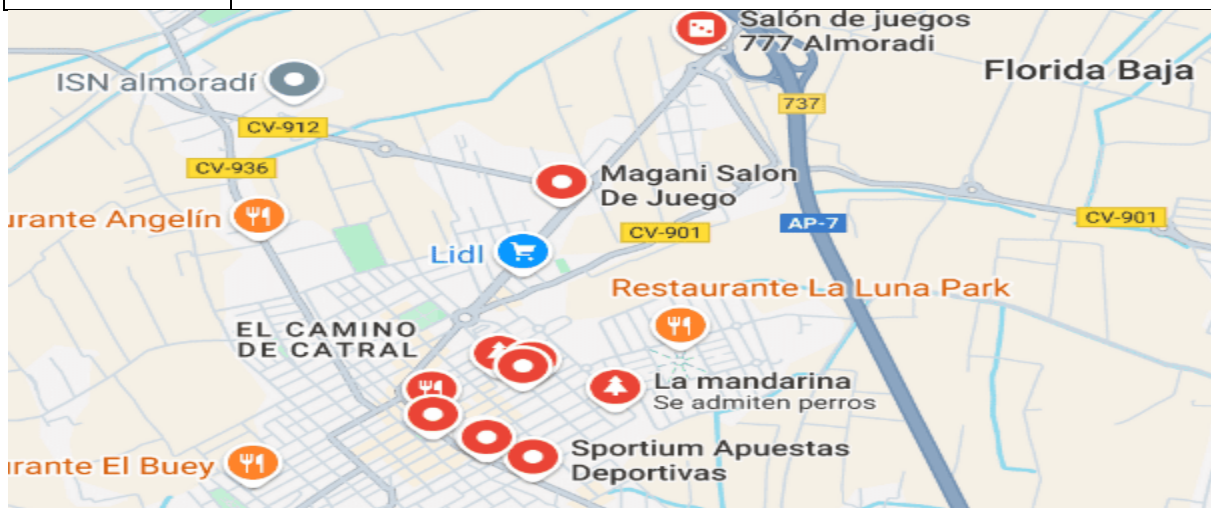 Salón de juegos
777 Almoradi
ISN almoradí
Florida Baja
737
CV-912
CV-936
Magani Salon
De Juego
urante Angelín
CV-901
AP-7
CV-901
Lidl
Restaurante La Luna Park
EL CAMINO
DE CATRAL
La mandarina
Se admiten perros
Sportium Apuestas
Deportivas
urante El Buey